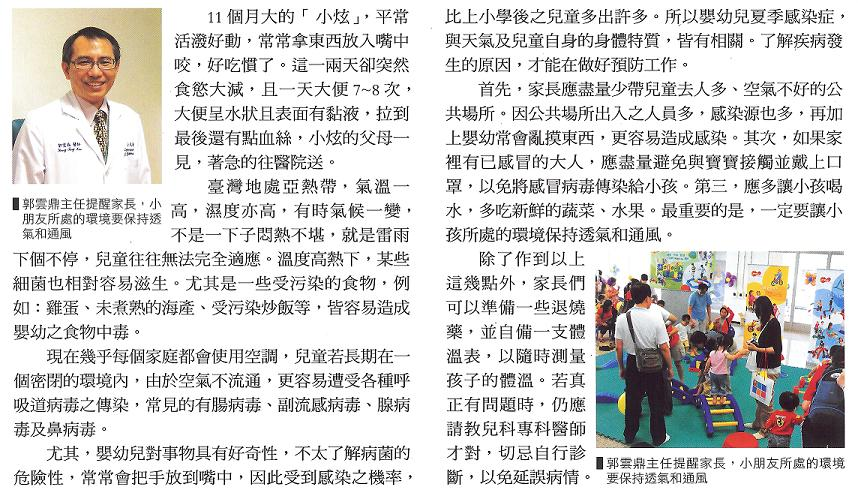 11個月大的「小炫」，平常
活潑好動，常常拿東西放入嘴中
咬，好吃慣了。這一兩天卻突然
食慾大減，且一天大便7~8次，
大便呈水狀且表面有黏液，拉到
最後還有點血絲，小炫的父母一
見，著急的往醫院送。
臺灣地處亞熱帶，氣溫一
高，濕度亦高，有時氣候一變，
不是一下子悶熱不堪，就是雷雨
下個不停，兒童往往無法完全適應。溫度高熱下，某些
細菌也相對容易滋生。尤其是一些受污染的食物，例
如：雞蛋、未煮熟的海產、受污染炒飯等，皆容易造成
嬰幼之食物中毒。
現在幾乎每個家庭都會使用空調，兒童若長期在一
個密閉的環境內，由於空氣不流通，更容易遭受各種呼
吸道病毒之傳染，常見的有腸病毒、副流感病毒、腺病
毒及鼻病毒。
尤其，嬰幼兒對事物具有好奇性，不太了解病菌的
危險性，常常會把手放到嘴中，因此受到感染之機率，
郭雲鼎主任提醒家長，小
朋友所處的環境要保持透
氣和通風
比上小學後之兒童多出許多。所以嬰幼兒夏季感染症，
與天氣及兒童自身的身體特質，皆有相關。了解疾病發
生的原因，才能在做好預防工作。
首先，家長應盡量少帶兒童去人多、空氣不好的公
共場所。因公共場所出入之人員多，感染源也多，再加
上嬰幼常會亂摸東西，更容易造成感染。其次，如果家
裡有已感冒的大人，應盡量避免與寶寶接觸並戴上口
罩，以免將感冒病毒傳染給小孩。第三，應多讓小孩喝
水，多吃新鮮的蔬菜、水果。最重要的是，一定要讓小
孩所處的環境保持透氣和通風。
除了作到以上
這幾點外，家長們
可以準備一些退燒
藥，並自備一支體
溫表，以隨時測量
孩子的體溫。若真
正有問題時，仍應
請教兒科專科醫師
才對，切忌自行診
斷，以免延誤病情。
郭雲鼎主任提醒家長，小朋友所處的環境
要保持透氣和通風